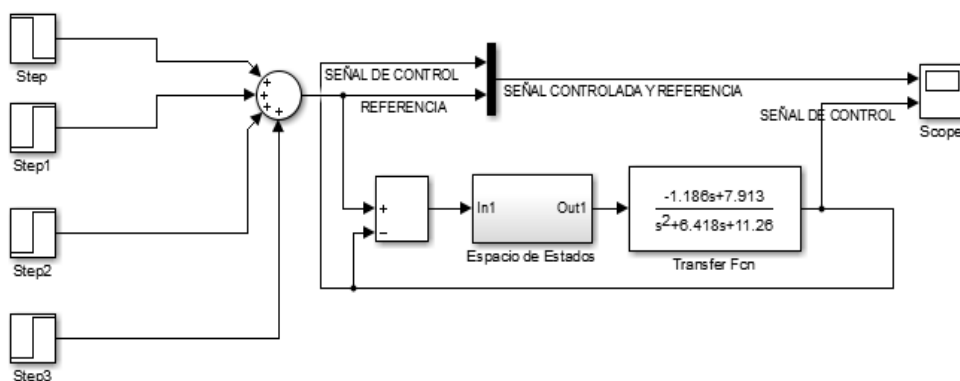 Step
Step1
Step2
Step3
+
+
+
+
SEÑAL DE CONTROL
REFERENCIA
SEÑAL CONTROLADA Y REFERENCIA
SEÑAL DE CONTROL
Scope
+
−
In1
Out1
Espacio de Estados
-1.186s+7.913
s²+6.418s+11.26
Transfer Fcn